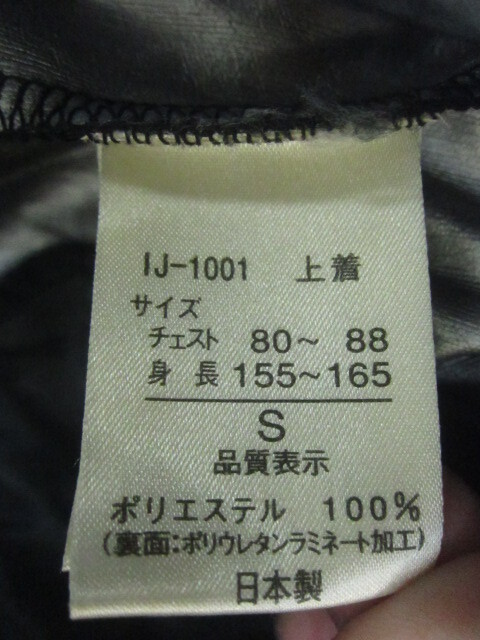 IJ-1001 上着
サイズ
チェスト 80～ 88
身長 155～165
S
品質表示
ポリエステル 100%
(裏面:ポリウレタンラミネート加工)
日本製